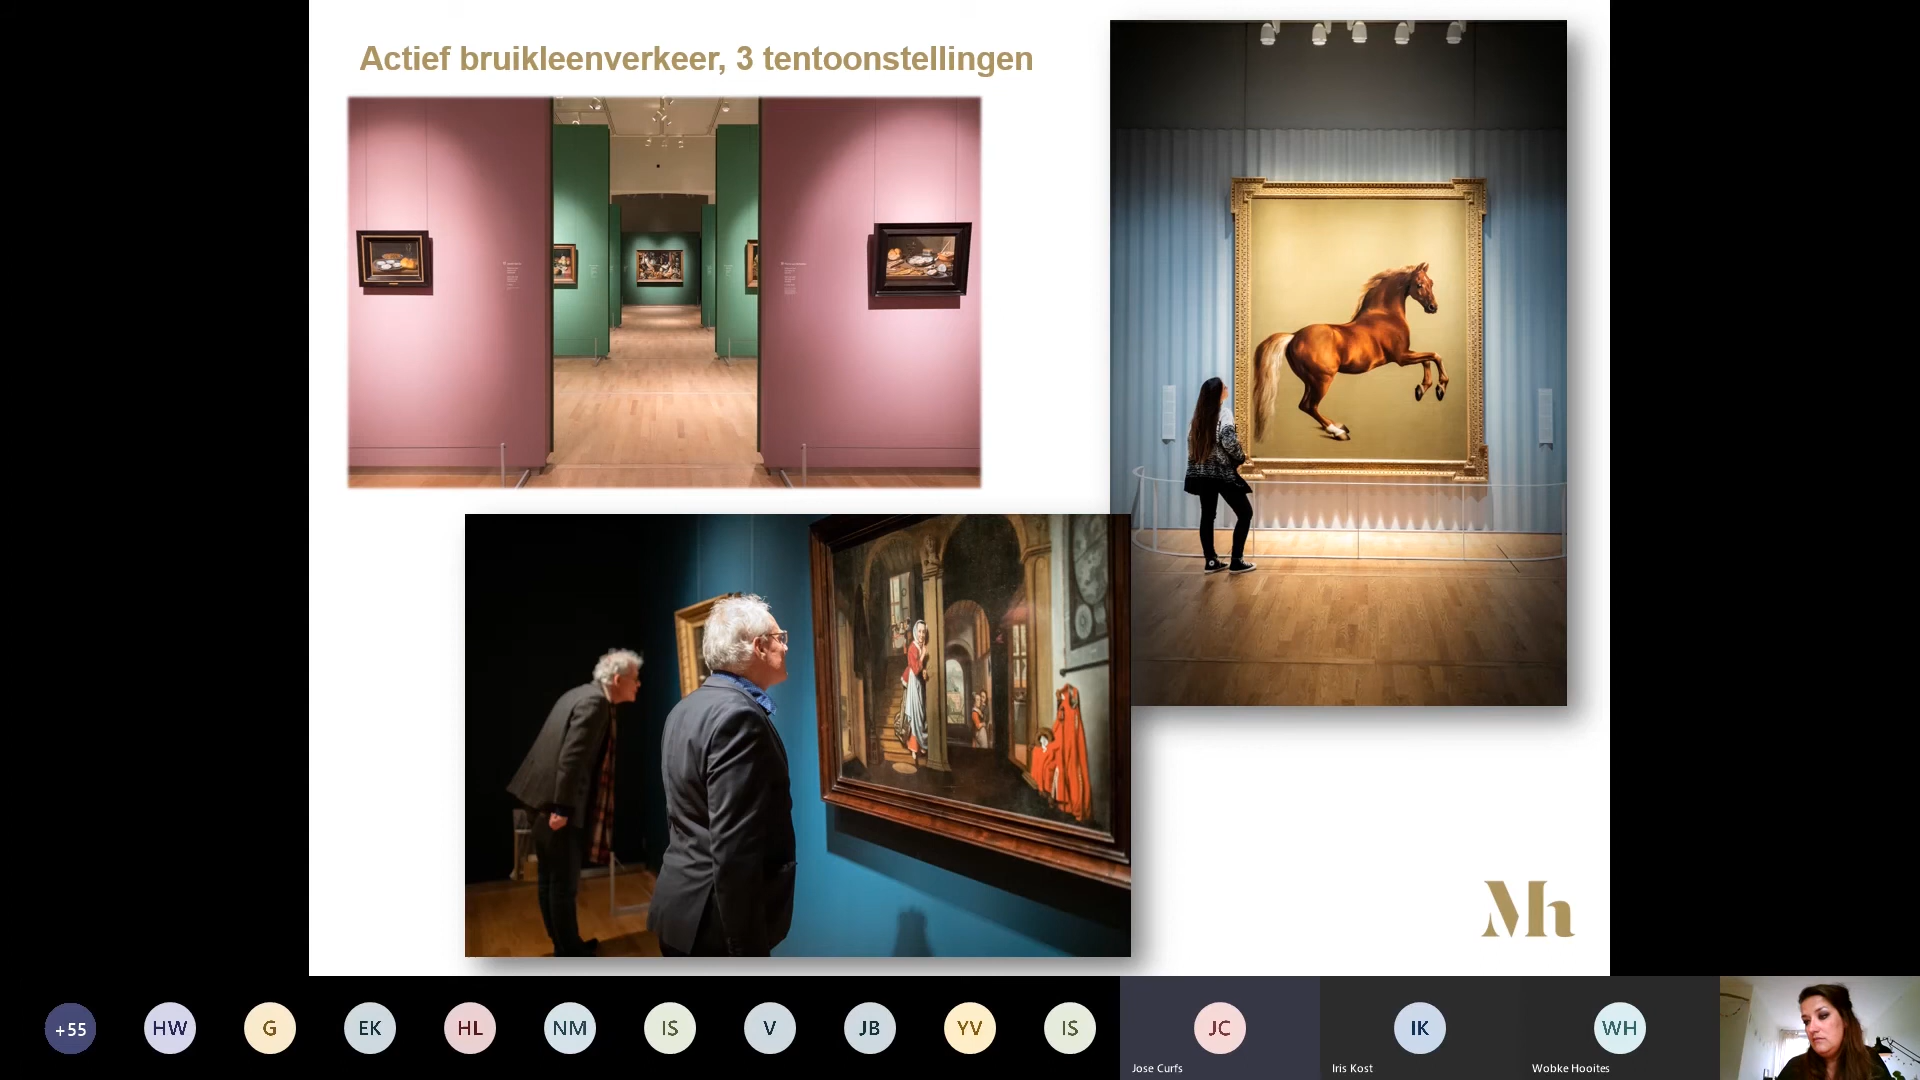 Actief bruikleenverkeer, 3 tentoonstellingen
Mh
+55
HW
G
EK
HL
NM
IS
V
JB
YV
IS
JC
IK
WH
Jose Curfs
Iris Kost
Wobke Hooites